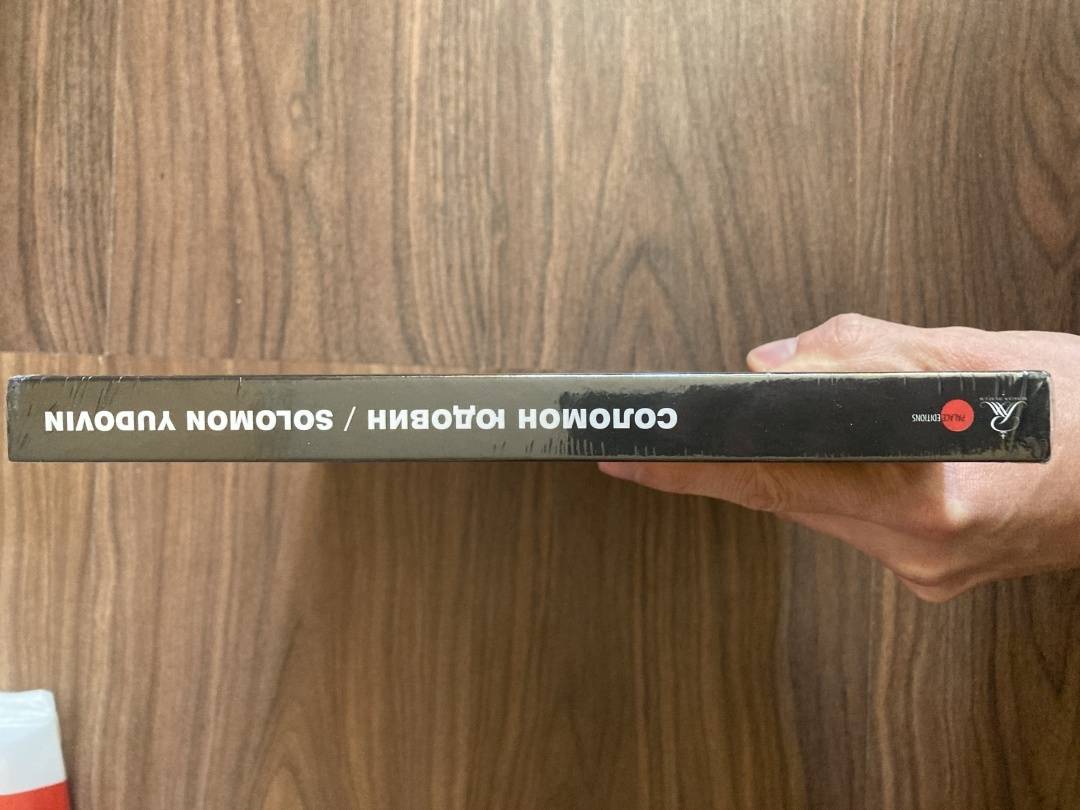 СОЛОМОН ЮДОВИН / SOLOMON YUDOVIN
PALACE EDITIONS